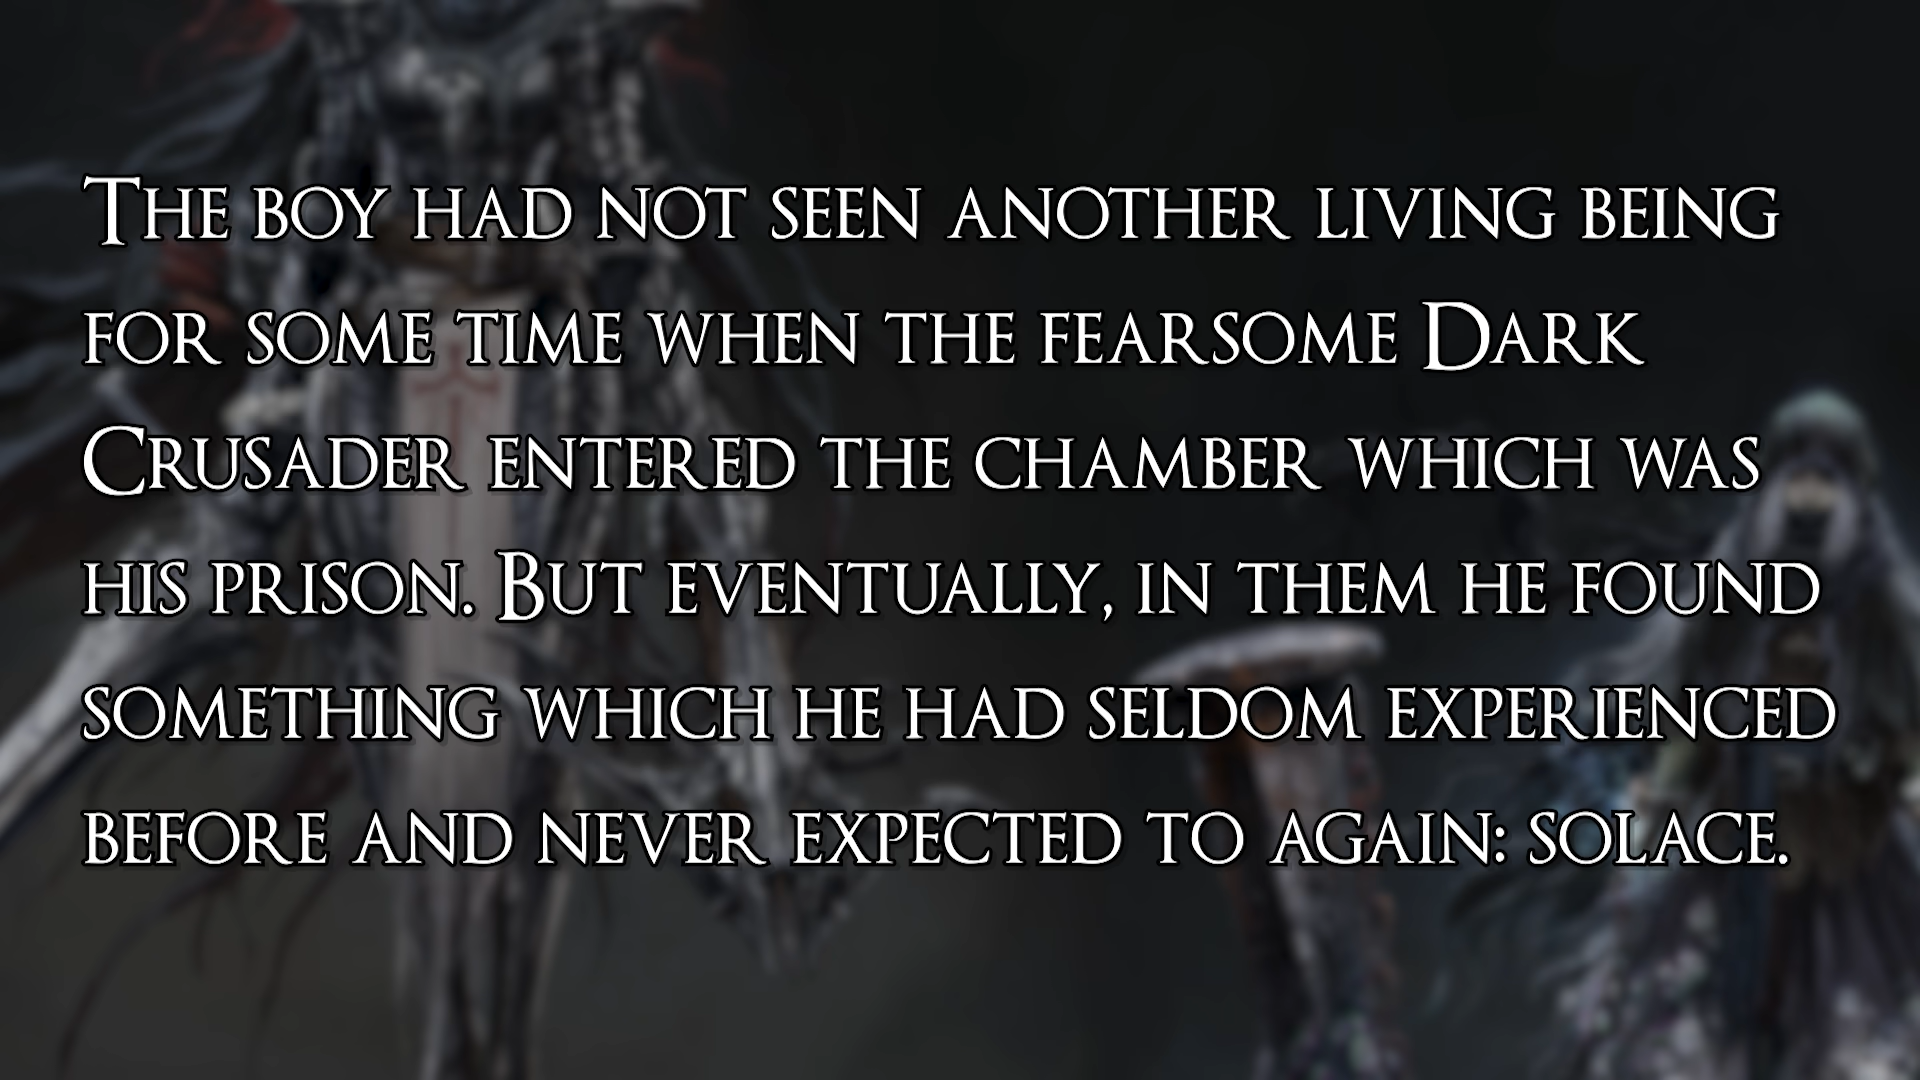 The boy had not seen another living being
for some time when the fearsome Dark
Crusader entered the chamber which was
his prison. But eventually, in them he found
something which he had seldom experienced
before and never expected to again: solace.